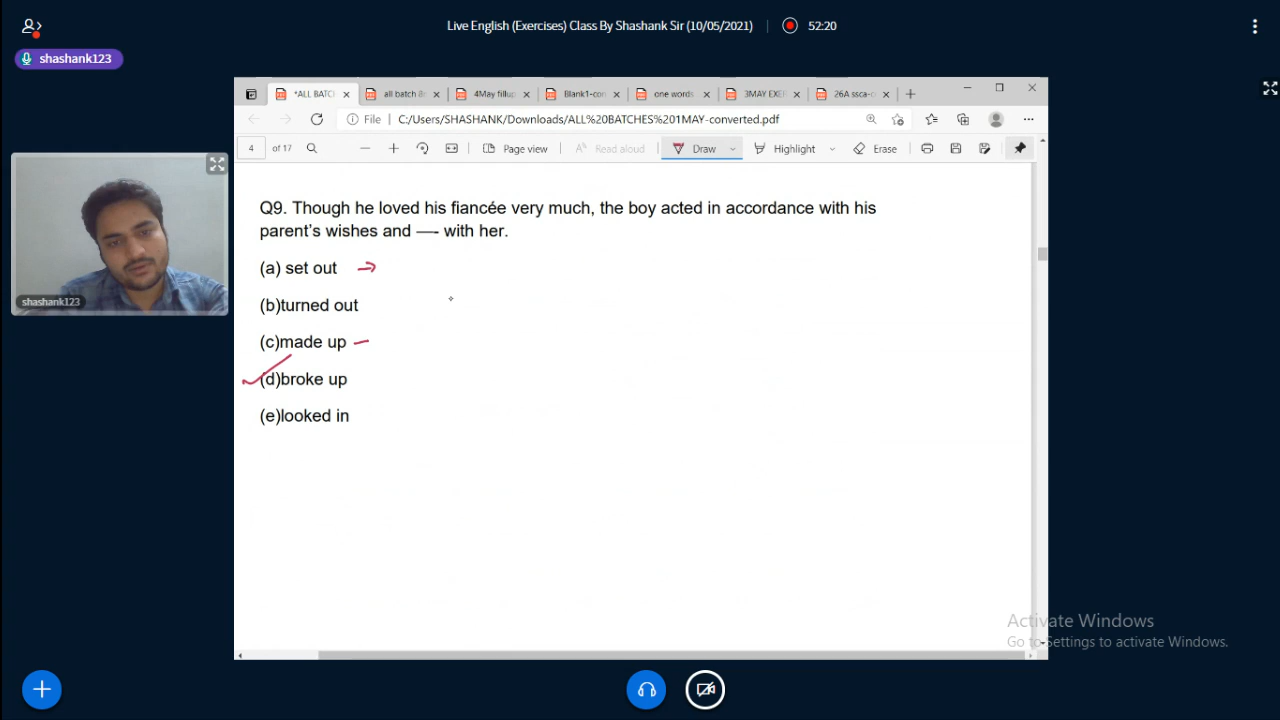 Live English (Exercises) Class By Shashank Sir (10/05/2021) 52:20
shashank123
*ALL BATC all batch 8 4May fillup Blank1-con one words 3MAY EXE 26A ssca-c
File C:/Users/SHASHANK/Downloads/ALL%20BATCHES%201MAY-converted.pdf
4 of 17 Page view Read aloud Draw Highlight Erase
Q9. Though he loved his fiancée very much, the boy acted in accordance with his
parent's wishes and —- with her.
(a) set out
(b)turned out
(c)made up
(d)broke up
(e)looked in
shashank123
Activate Windows
Go to Settings to activate Windows.